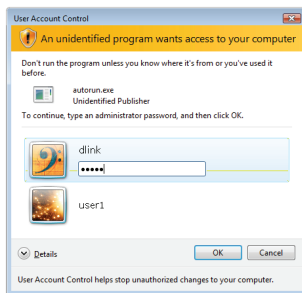 User Account Control
An unidentified program wants access to your computer
Don't run the program unless you know where it's from or you've used it
before.
autorun.exe
Unidentified Publisher
To continue, type an administrator password, and then click OK.
dlink
•••••
user1
Details
OK Cancel
User Account Control helps stop unauthorized changes to your computer.